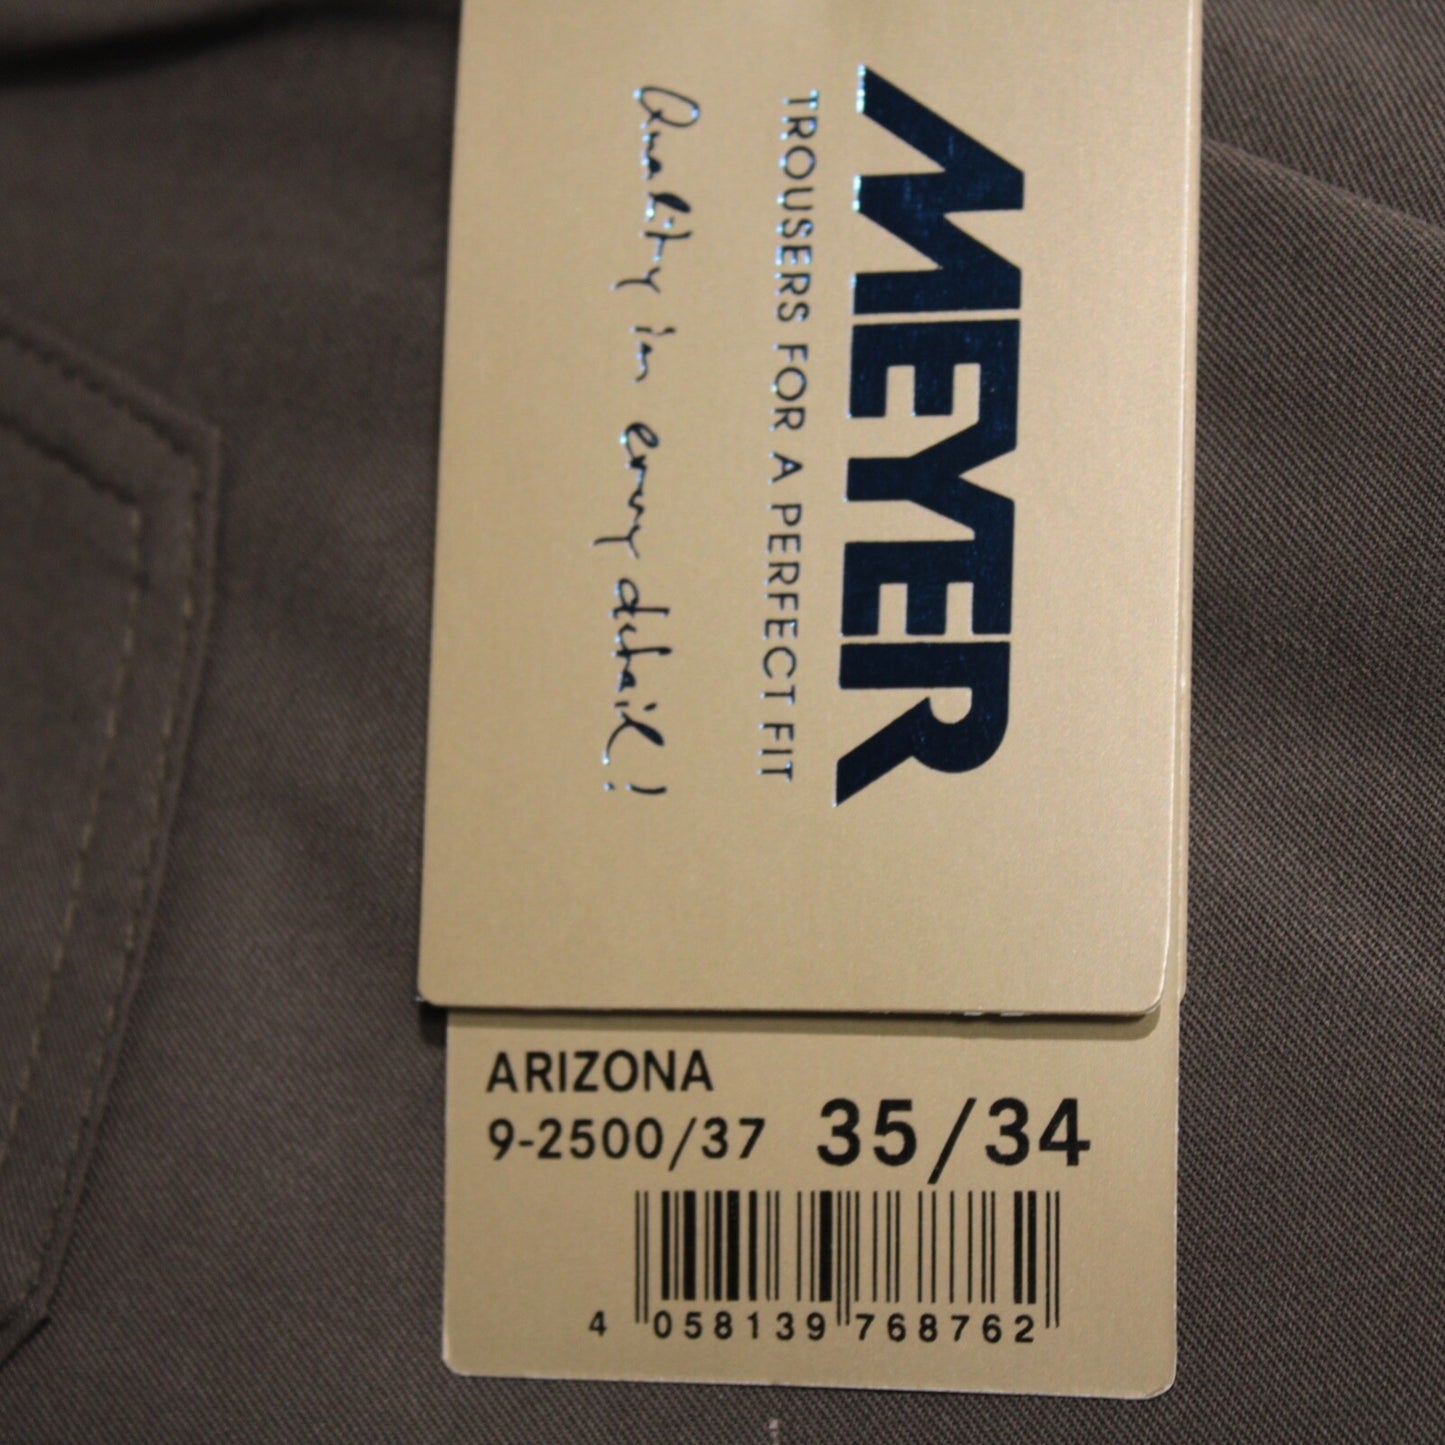 MEYER
TROUSERS FOR A PERFECT FIT
Quality in every detail!
ARIZONA
9-2500/37 35/34
4 058139 768762